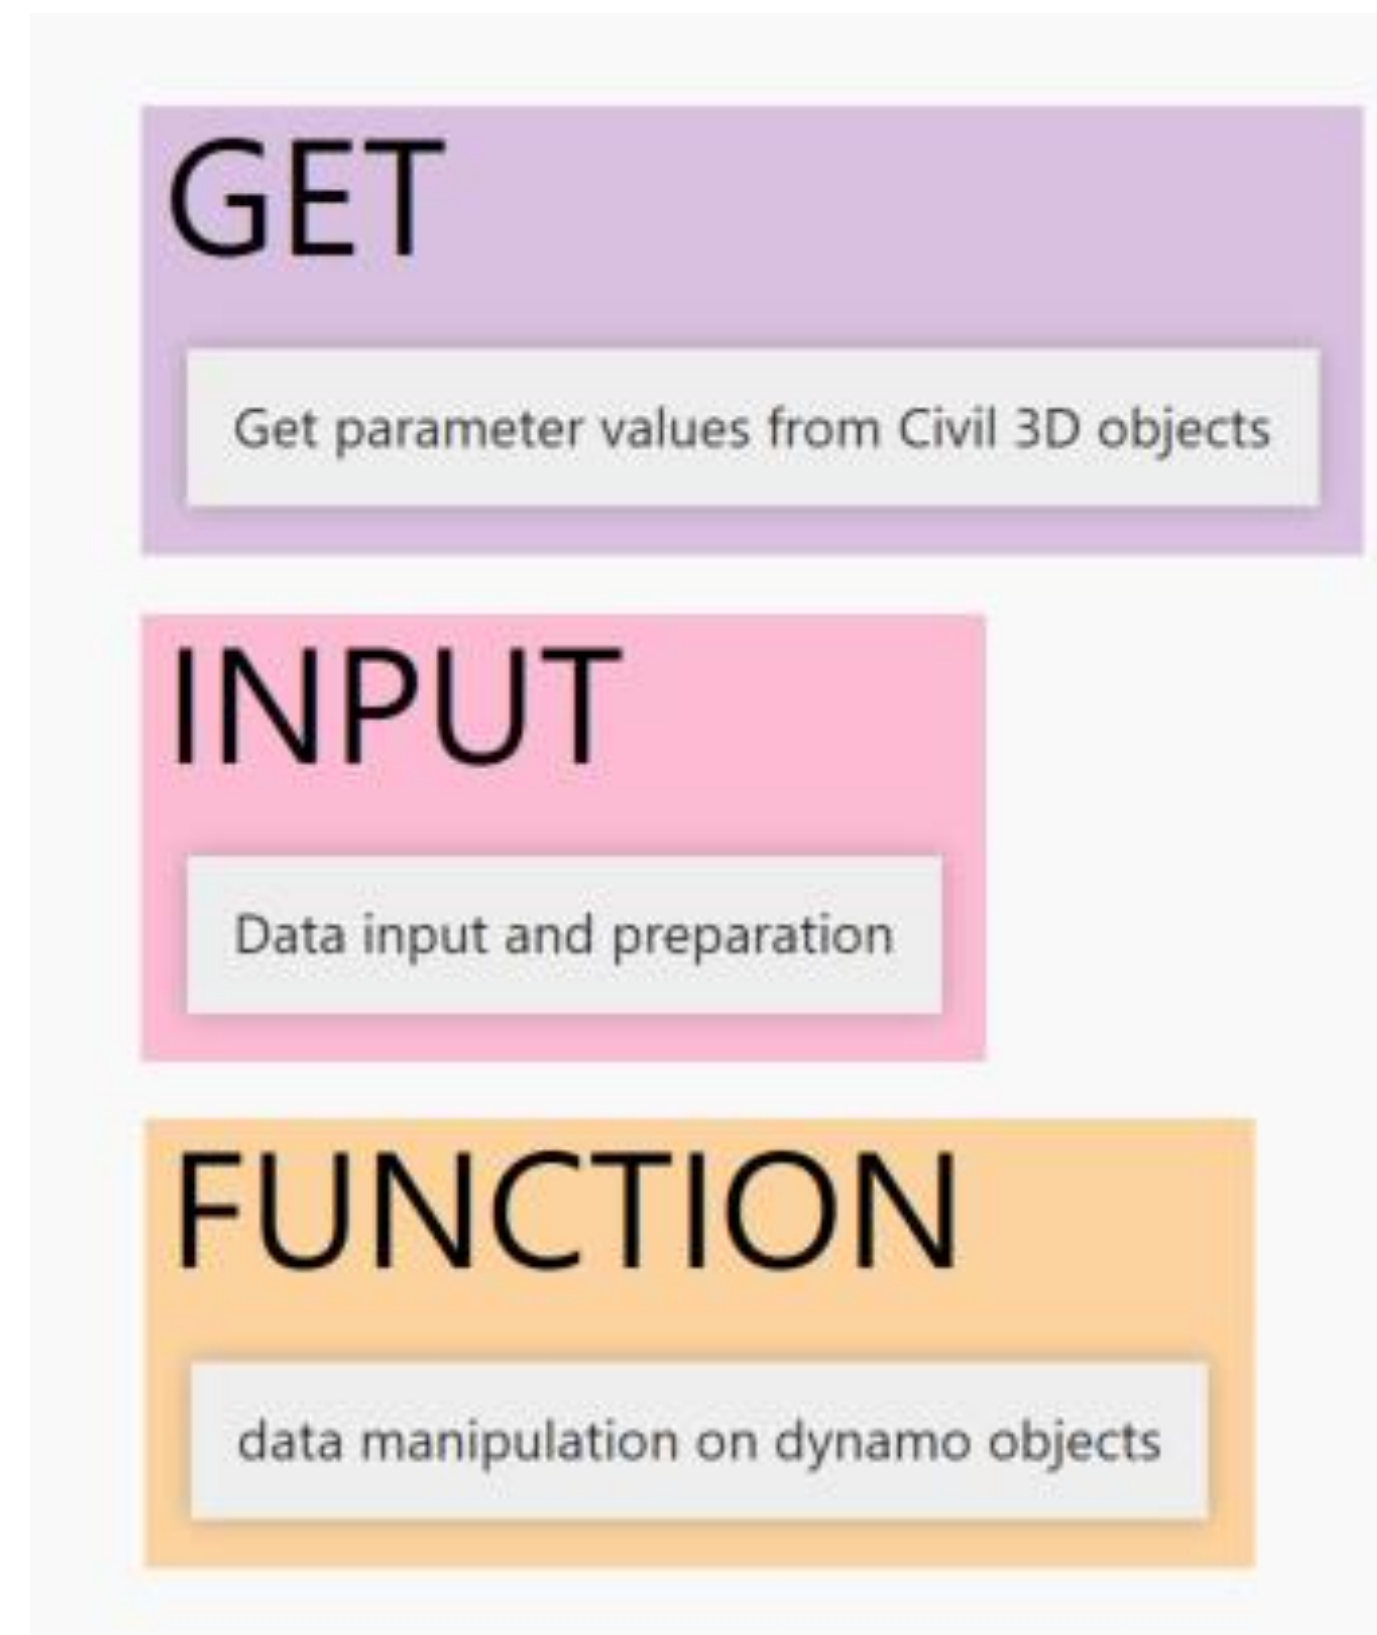 GET
Get parameter values from Civil 3D objects
INPUT
Data input and preparation
FUNCTION
data manipulation on dynamo objects